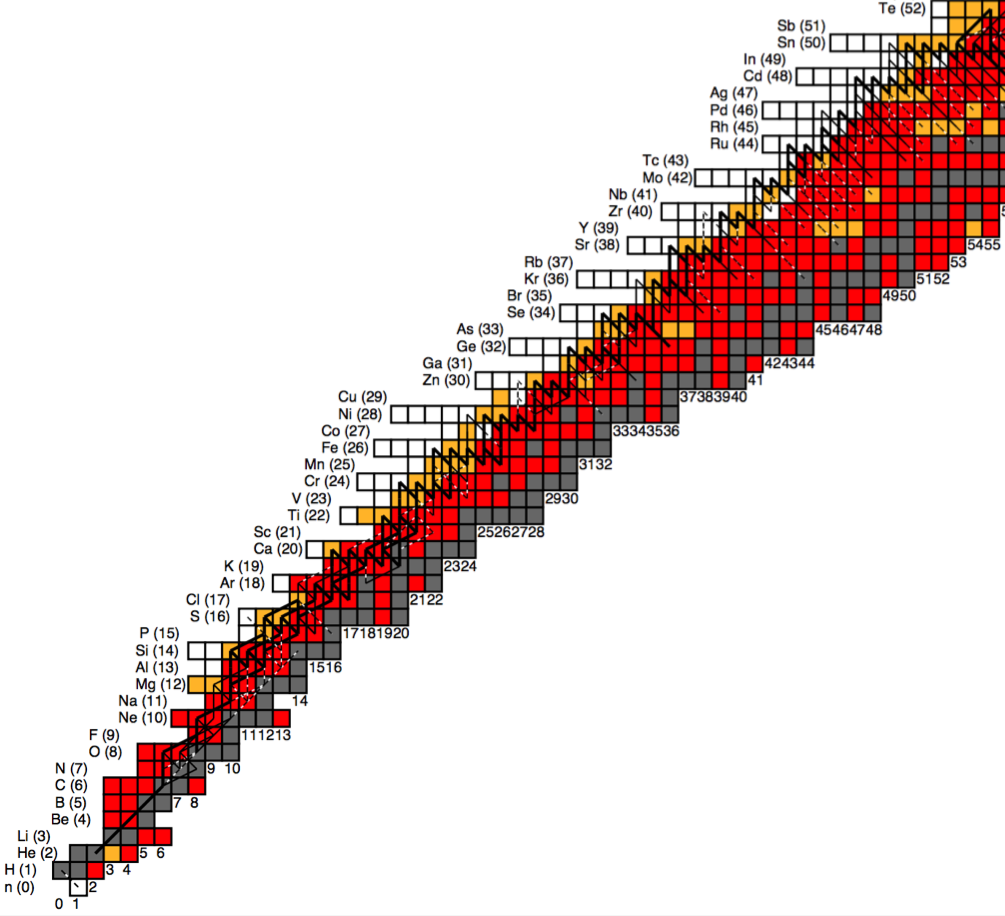 Te (52)
Sb (51)
Sn (50)
In (49)
Cd (48)
Ag (47)
Pd (46)
Rh (45)
Ru (44)
Tc (43)
Mo (42)
Nb (41)
Zr (40)
Y (39)
Sr (38)
5455
Rb (37)
53
Kr (36)
5152
Br (35)
4950
Se (34)
As (33)
45464748
Ge (32)
Ga (31)
424344
Zn (30)
41
Cu (29)
37383940
Ni (28)
Co (27)
33343536
Fe (26)
Mn (25)
3132
Cr (24)
V (23)
2930
Ti (22)
Sc (21)
25262728
Ca (20)
K (19)
2324
Ar (18)
Cl (17)
2122
S (16)
P (15)
17181920
Si (14)
Al (13)
1516
Mg (12)
Na (11)
14
Ne (10)
F (9)
111213
O (8)
N (7)
9 10
C (6)
B (5)
7 8
Be (4)
Li (3)
He (2)
5 6
H (1)
3 4
n (0)
2
0 1